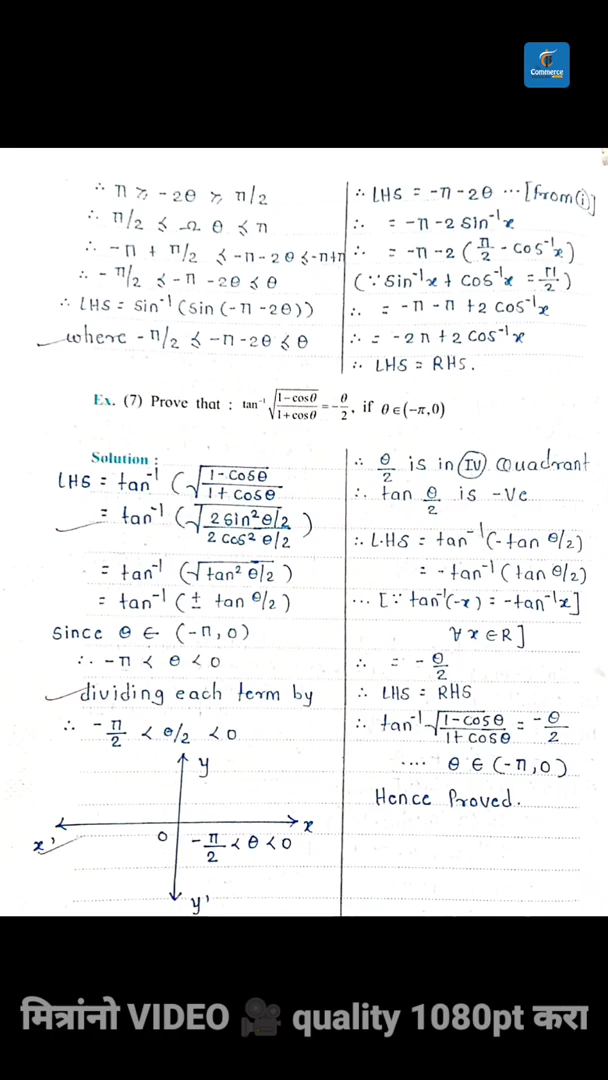 Commerce
∴ π ⩾ -2θ ⩾ π/2
∴ π/2 ⩽ -2θ ⩽ π
∴ -π + π/2 ⩽ -π-2θ ⩽ -π+π
∴ -π/2 ⩽ -π -2θ ⩽ θ
∴ LHS = sin⁻¹ (sin (-π -2θ))
where -π/2 ⩽ -π-2θ ⩽ θ
∴ LHS = -π-2θ ... [from (i)]
∴ = -π-2 sin⁻¹x
∴ = -π-2 (π/2 - cos⁻¹x)
(∵ sin⁻¹x + cos⁻¹x = π/2)
∴ = -π-π +2 cos⁻¹x
∴ = -2π+2 cos⁻¹x
∴ LHS = RHS.
Ex. (7) Prove that : tan⁻¹ √((1-cosθ)/(1+cosθ)) = -θ/2, if θ∈(-π,0)
Solution :
LHS = tan⁻¹ (√((1-cosθ)/(1+cosθ))
= tan⁻¹ (√((2sin²θ/2)/(2cos²θ/2)))
= tan⁻¹ (√(tan²θ/2))
= tan⁻¹ (± tan θ/2)
Since θ ∈ (-π,0)
∴ -π < θ < 0
dividing each term by
∴ -π/2 < θ/2 < 0
y
x' 0 x
-π/2 < θ < 0
y'
∴ θ/2 is in IV Quadrant
∴ tan θ/2 is -Ve
∴ L.HS = tan⁻¹(-tan θ/2)
= -tan⁻¹ (tan θ/2)
... [∵ tan⁻¹(-x) = -tan⁻¹x]
∀ x ∈ R]
∴ = -θ/2
∴ LHS = RHS
∴ tan⁻¹√((1-cosθ)/(1+cosθ)) = -θ/2
.... θ ∈ (-π,0)
Hence Proved.
मित्रांनो VIDEO 🎥 quality 1080pt करा